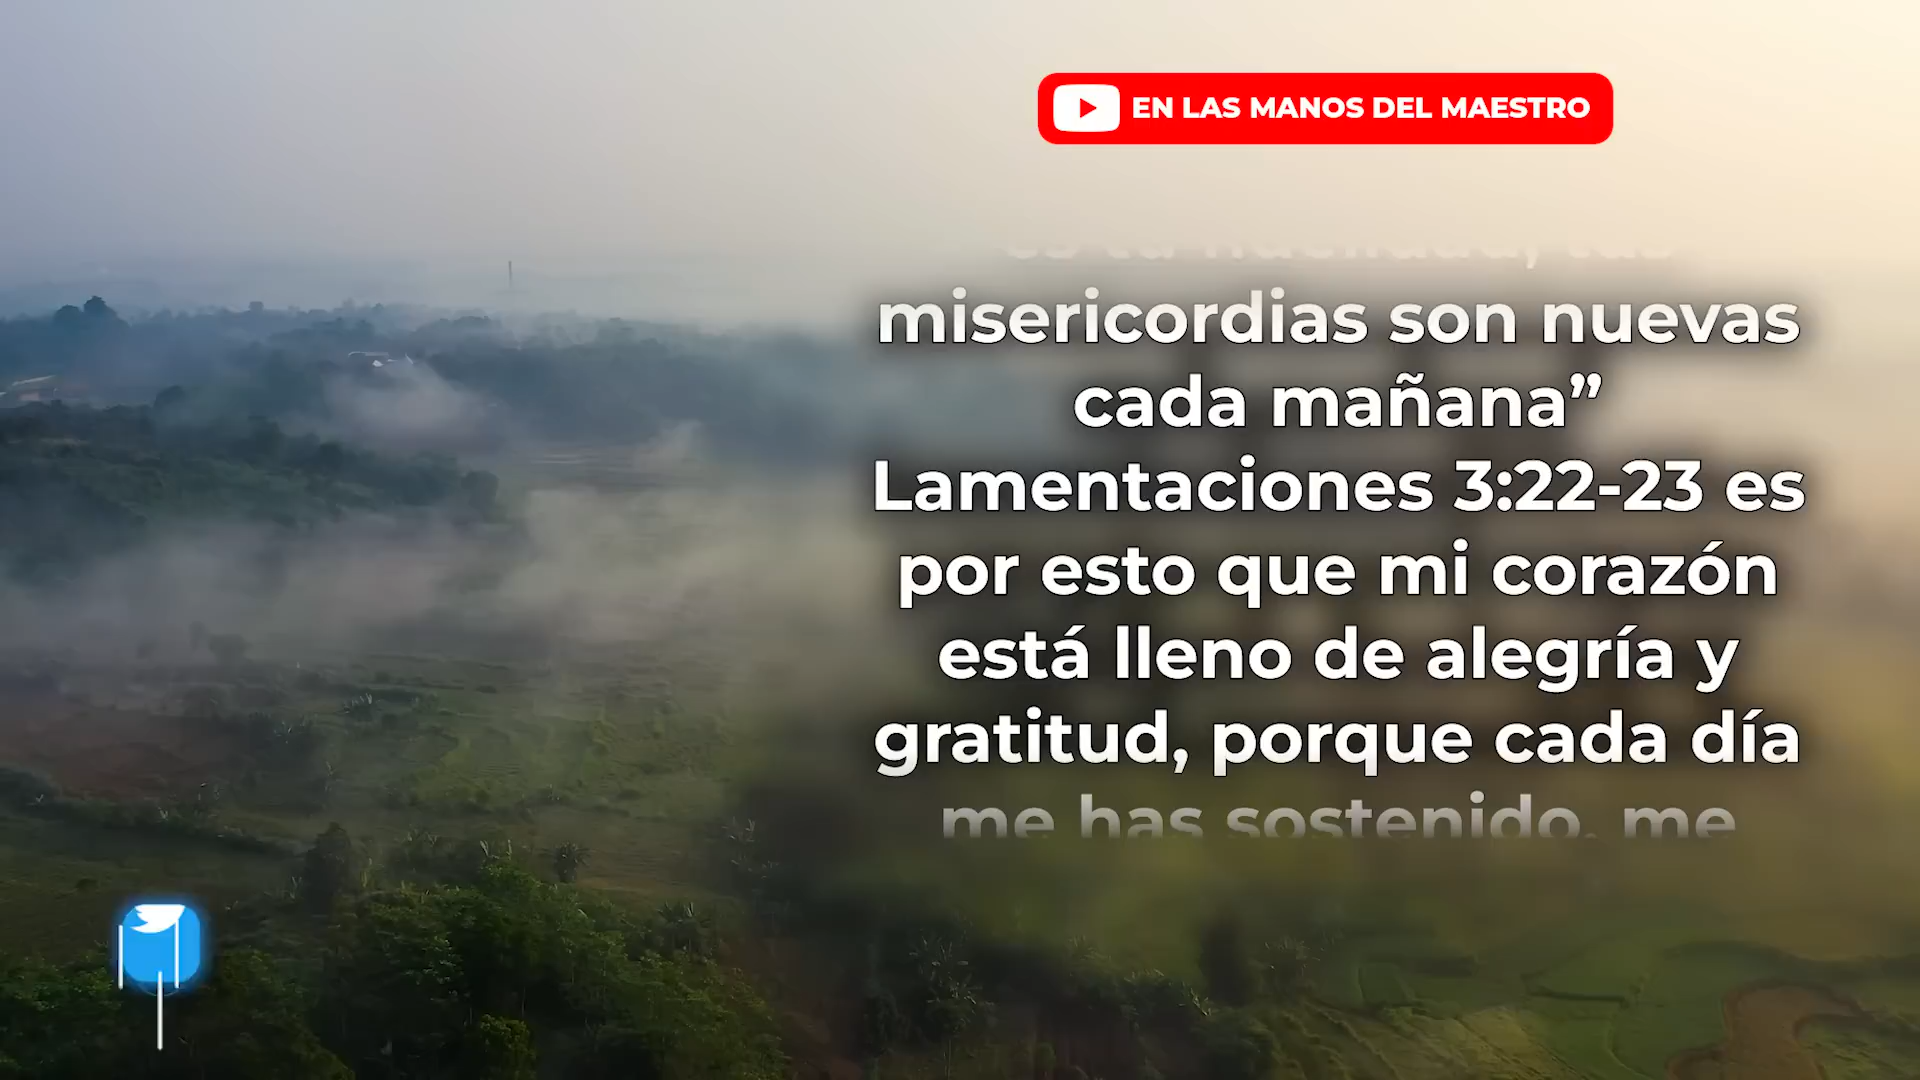 EN LAS MANOS DEL MAESTRO
misericordias son nuevas
cada mañana”
Lamentaciones 3:22-23 es
por esto que mi corazón
está lleno de alegría y
gratitud, porque cada día
me has sostenido, me